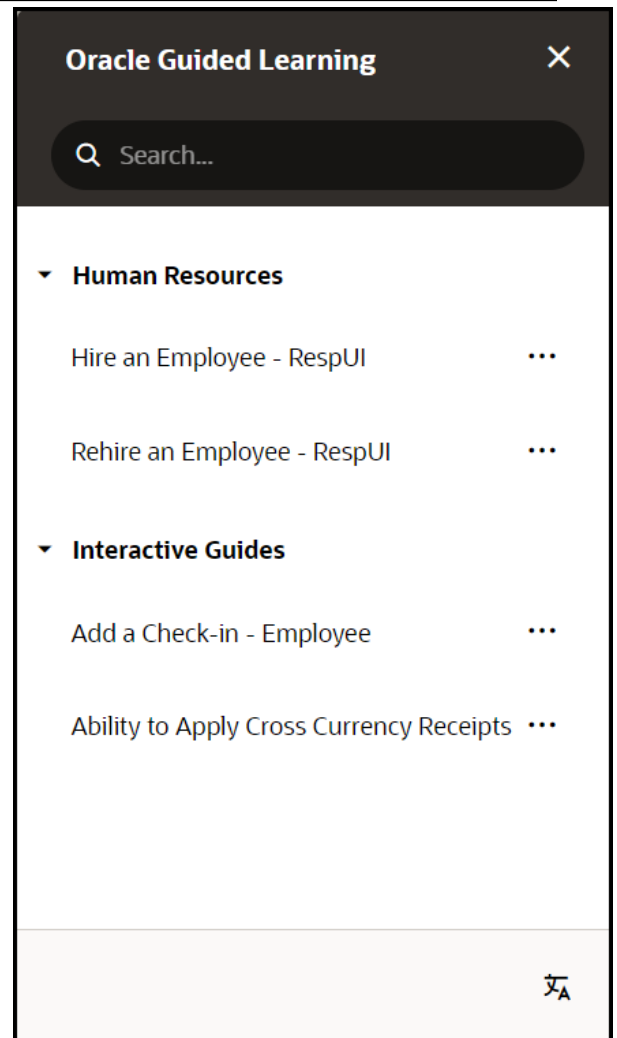 Oracle Guided Learning
Search...
Human Resources
Hire an Employee - RespUI
Rehire an Employee - RespUI
Interactive Guides
Add a Check-in - Employee
Ability to Apply Cross Currency Receipts